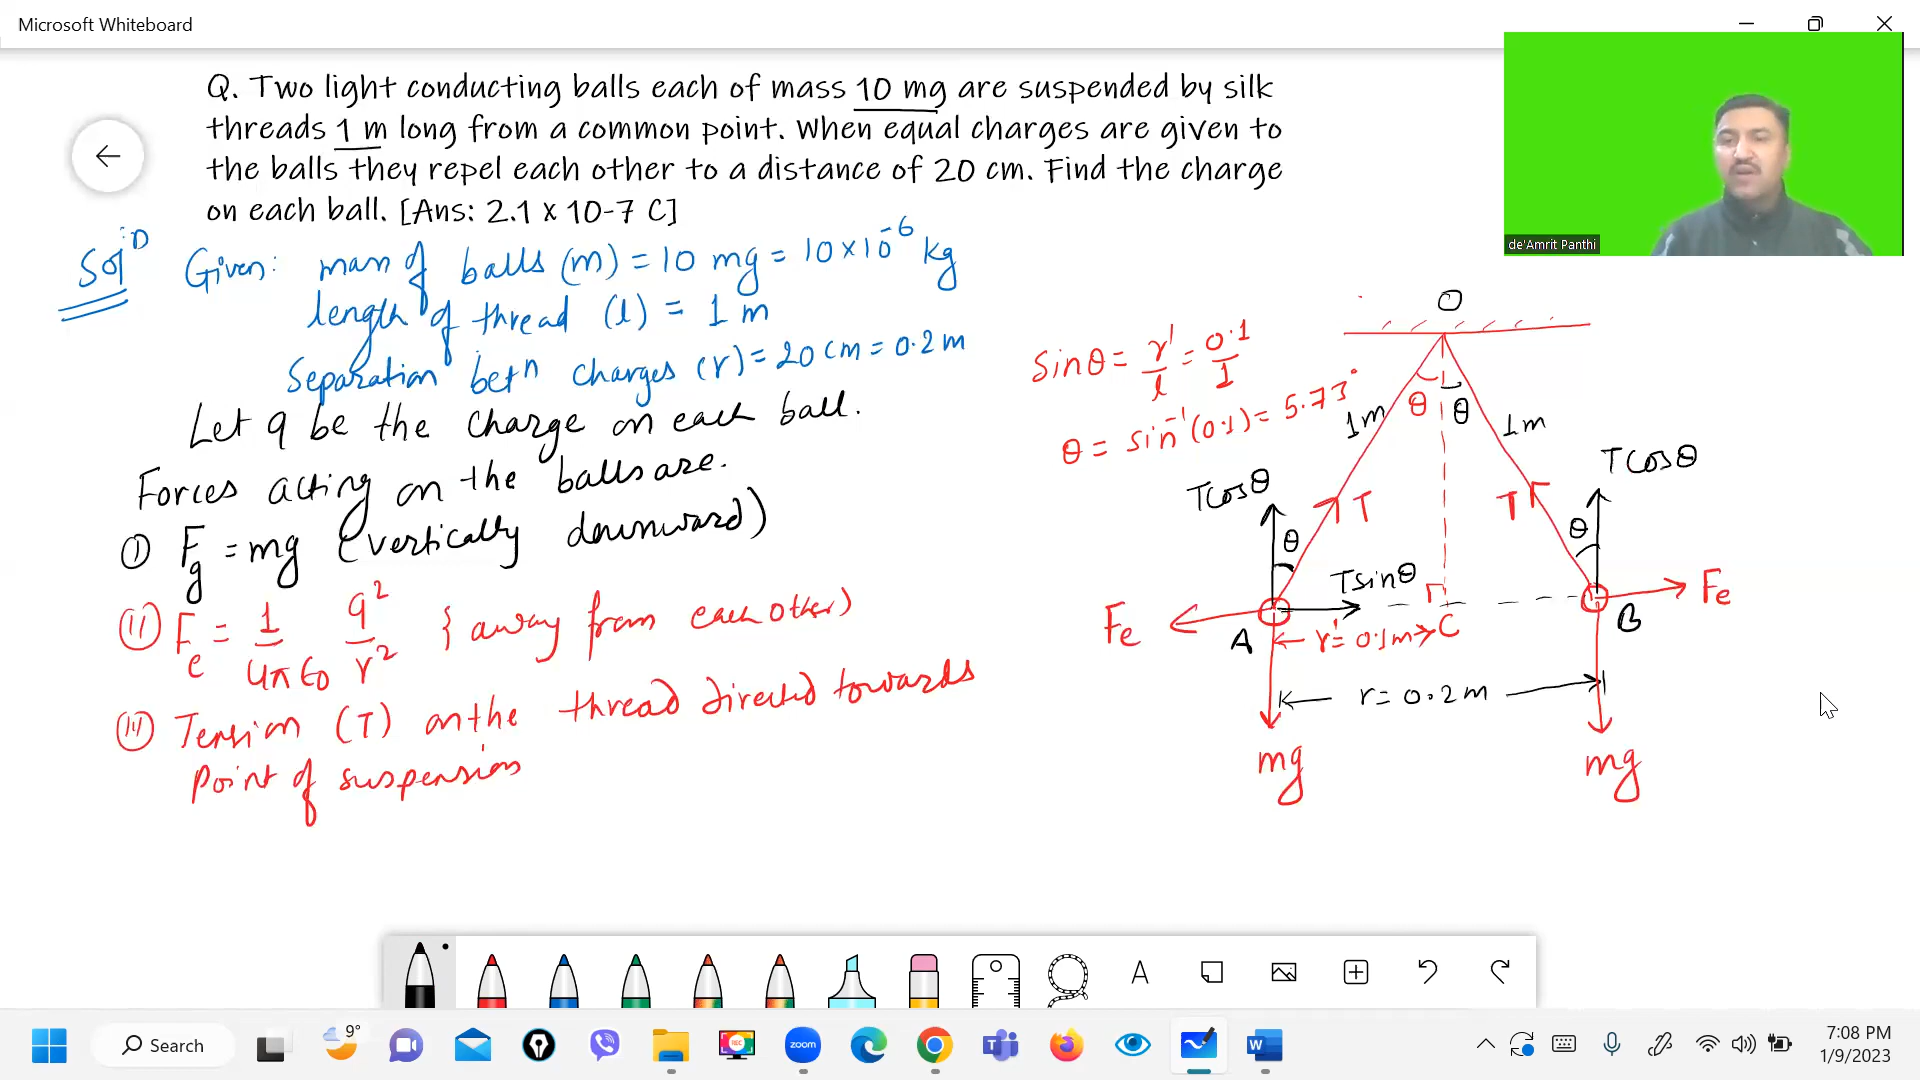 Microsoft Whiteboard
Q. Two light conducting balls each of mass 10 mg are suspended by silk
threads 1 m long from a common point. When equal charges are given to
the balls they repel each other to a distance of 20 cm. Find the charge
on each ball. [Ans: 2.1 x 10-7 C]
de'Amrit Panthi
Solⁿ: Given: mass of balls (m) = 10 mg = 10×10⁻⁶ kg
length of thread (l) = 1 m
Separation betⁿ charges (r) = 20 cm = 0.2 m
Let q be the charge on each ball.
Forces acting on the balls are.
(i) Fg = mg (vertically downward)
(ii) Fe = 1/4πε₀ q²/r² { away from each other)
(iii) Tension (T) on the thread directed towards
point of suspension
Sinθ = r'/l = 0.1/1
θ = sin⁻¹(0.1) = 5.73°
O
θ θ
1m 1m
Tcosθ Tcosθ
T T
θ θ
Tsinθ
Fe Fe
A r' = 0.1m C B
r = 0.2 m
mg mg
A
Search
9°
REC
zoom
W
7:08 PM
1/9/2023